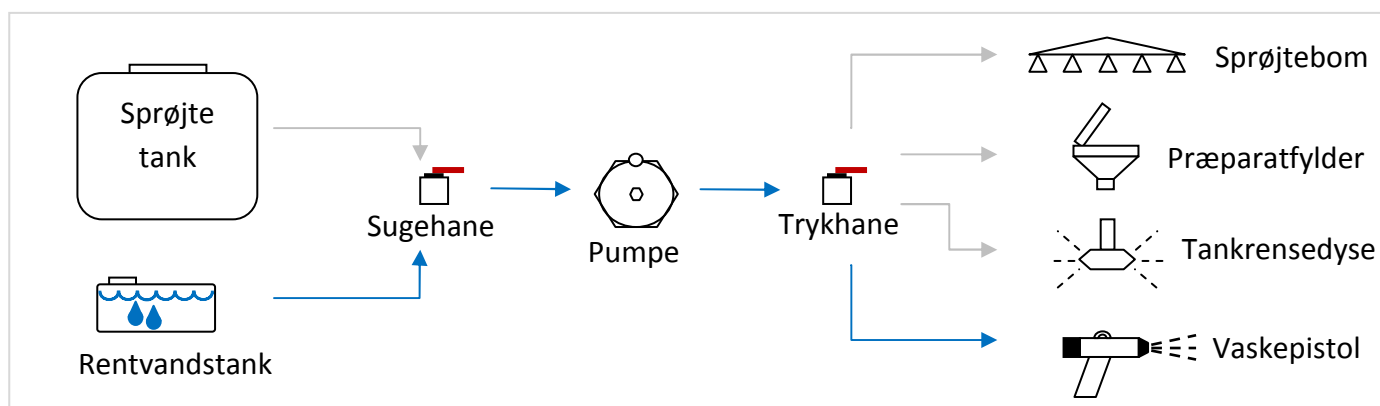 Sprøjte
tank
Sugehane
Rentvandstank
Pumpe
Trykhane
Sprøjtebom
Præparatfylder
Tankrensedyse
Vaskepistol